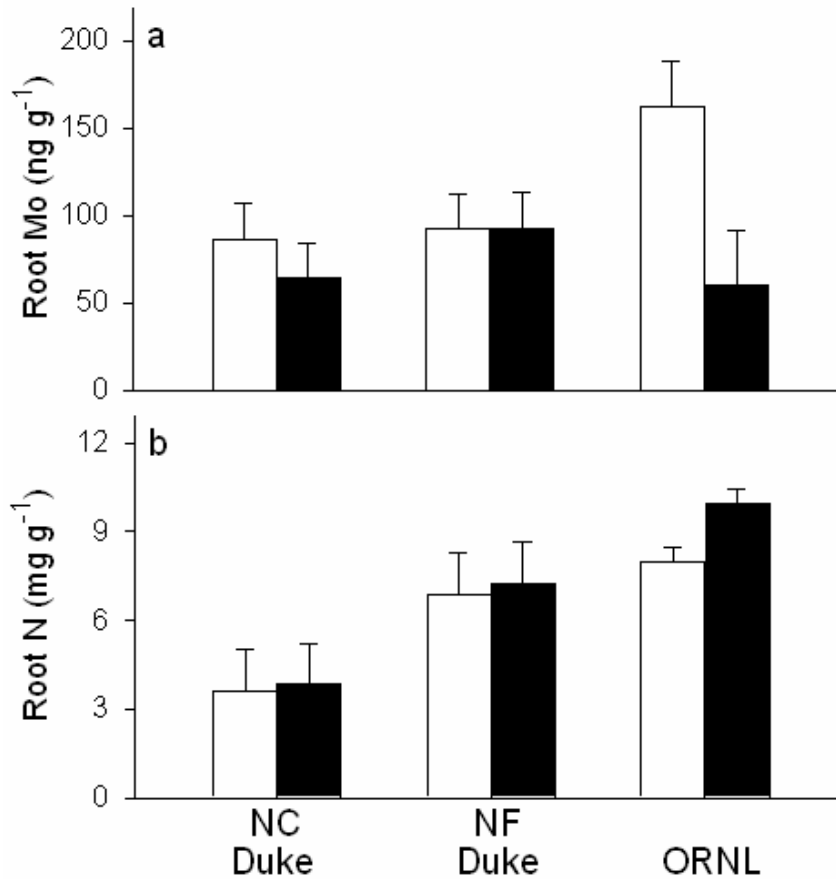 a
Root Mo (ng g⁻¹)
200
150
100
50
0
b
Root N (mg g⁻¹)
12
9
6
3
0
NC
Duke
NF
Duke
ORNL